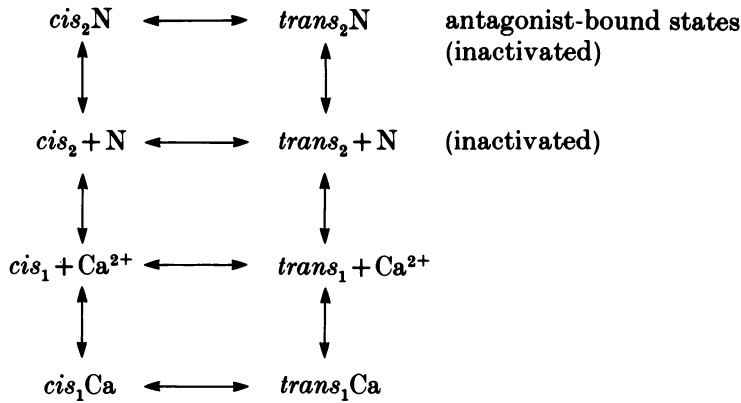 cis₂N ⟷ trans₂N antagonist-bound states
(inactivated)
cis₂ + N ⟷ trans₂ + N (inactivated)
cis₁ + Ca²⁺ ⟷ trans₁ + Ca²⁺
cis₁Ca ⟷ trans₁Ca